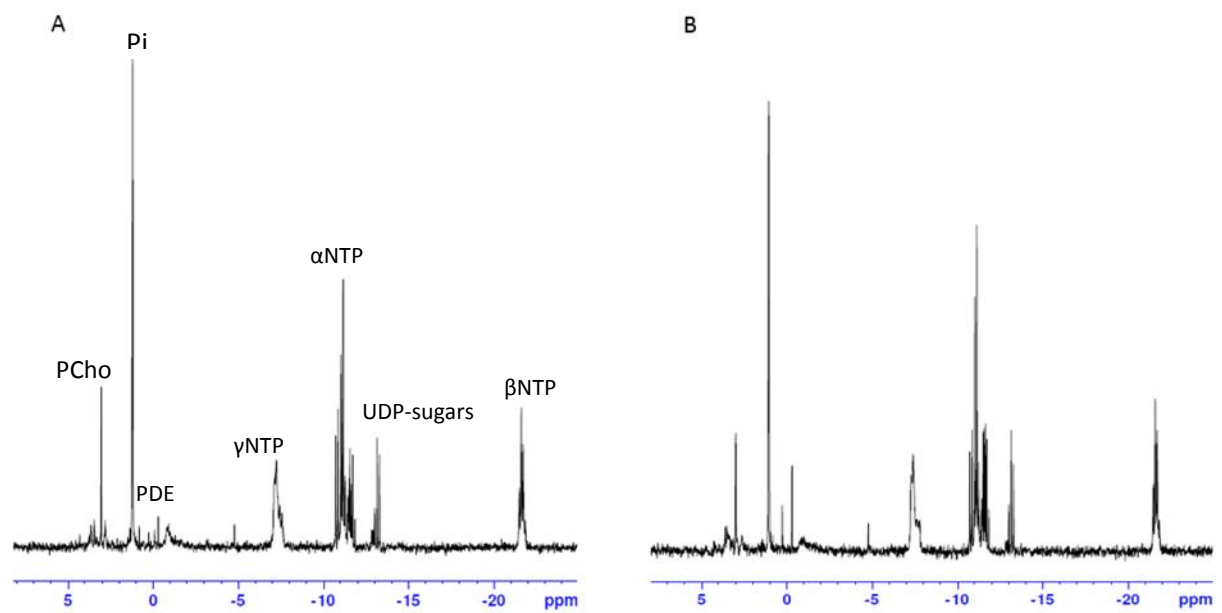 A
B
Pi
αNTP
PCho
UDP-sugars
βNTP
γNTP
PDE
5 0 -5 -10 -15 -20 ppm
5 0 -5 -10 -15 -20 ppm